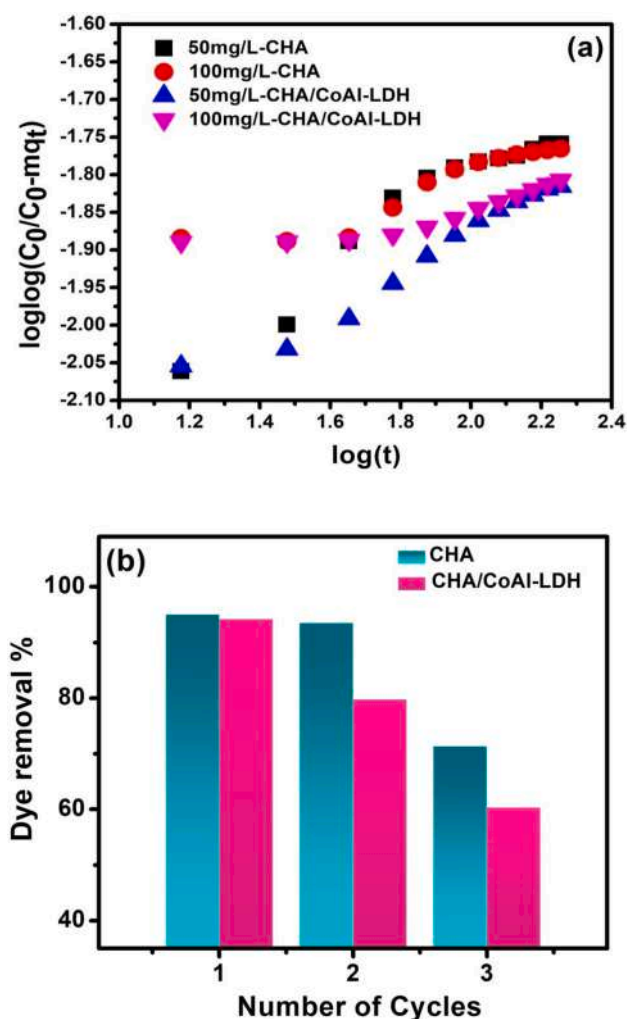 (a)
50mg/L-CHA
100mg/L-CHA
50mg/L-CHA/CoAl-LDH
100mg/L-CHA/CoAl-LDH
loglog(C₀/C₀-mqₜ)
-1.60
-1.65
-1.70
-1.75
-1.80
-1.85
-1.90
-1.95
-2.00
-2.05
-2.10
1.0 1.2 1.4 1.6 1.8 2.0 2.2 2.4
log(t)
(b)
CHA
CHA/CoAl-LDH
Dye removal %
100
80
60
40
1 2 3
Number of Cycles